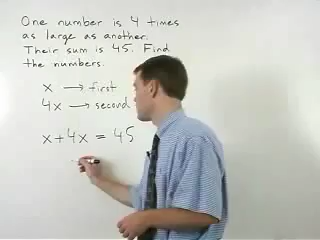 One number is 4 times
as large as another.
Their sum is 45. Find
the numbers.
x → first
4x → second
x + 4x = 45